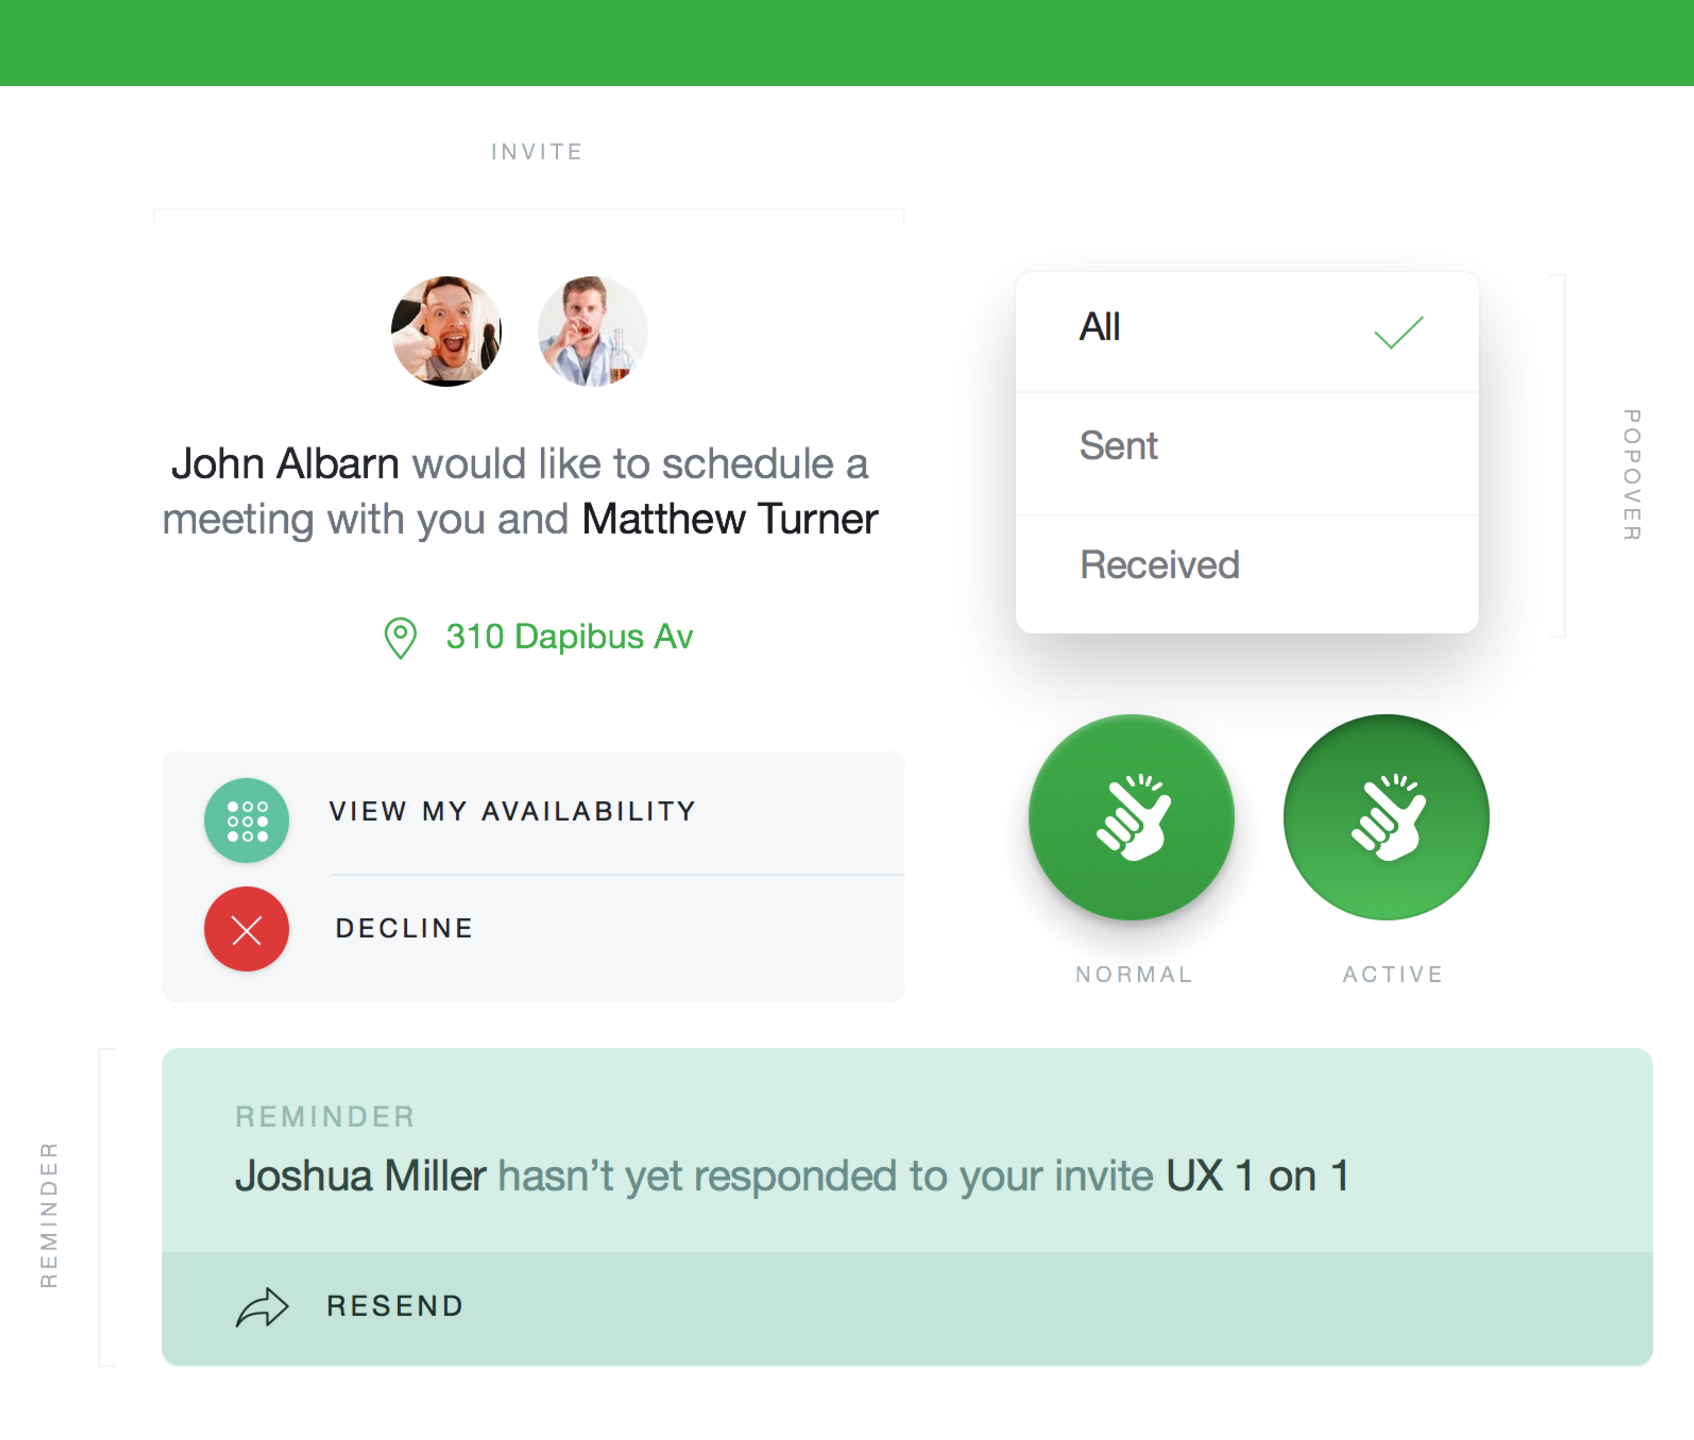 INVITE
John Albarn would like to schedule a
meeting with you and Matthew Turner
310 Dapibus Av
VIEW MY AVAILABILITY
DECLINE
All
Sent
Received
POPOVER
NORMAL
ACTIVE
REMINDER
REMINDER
Joshua Miller hasn’t yet responded to your invite UX 1 on 1
RESEND